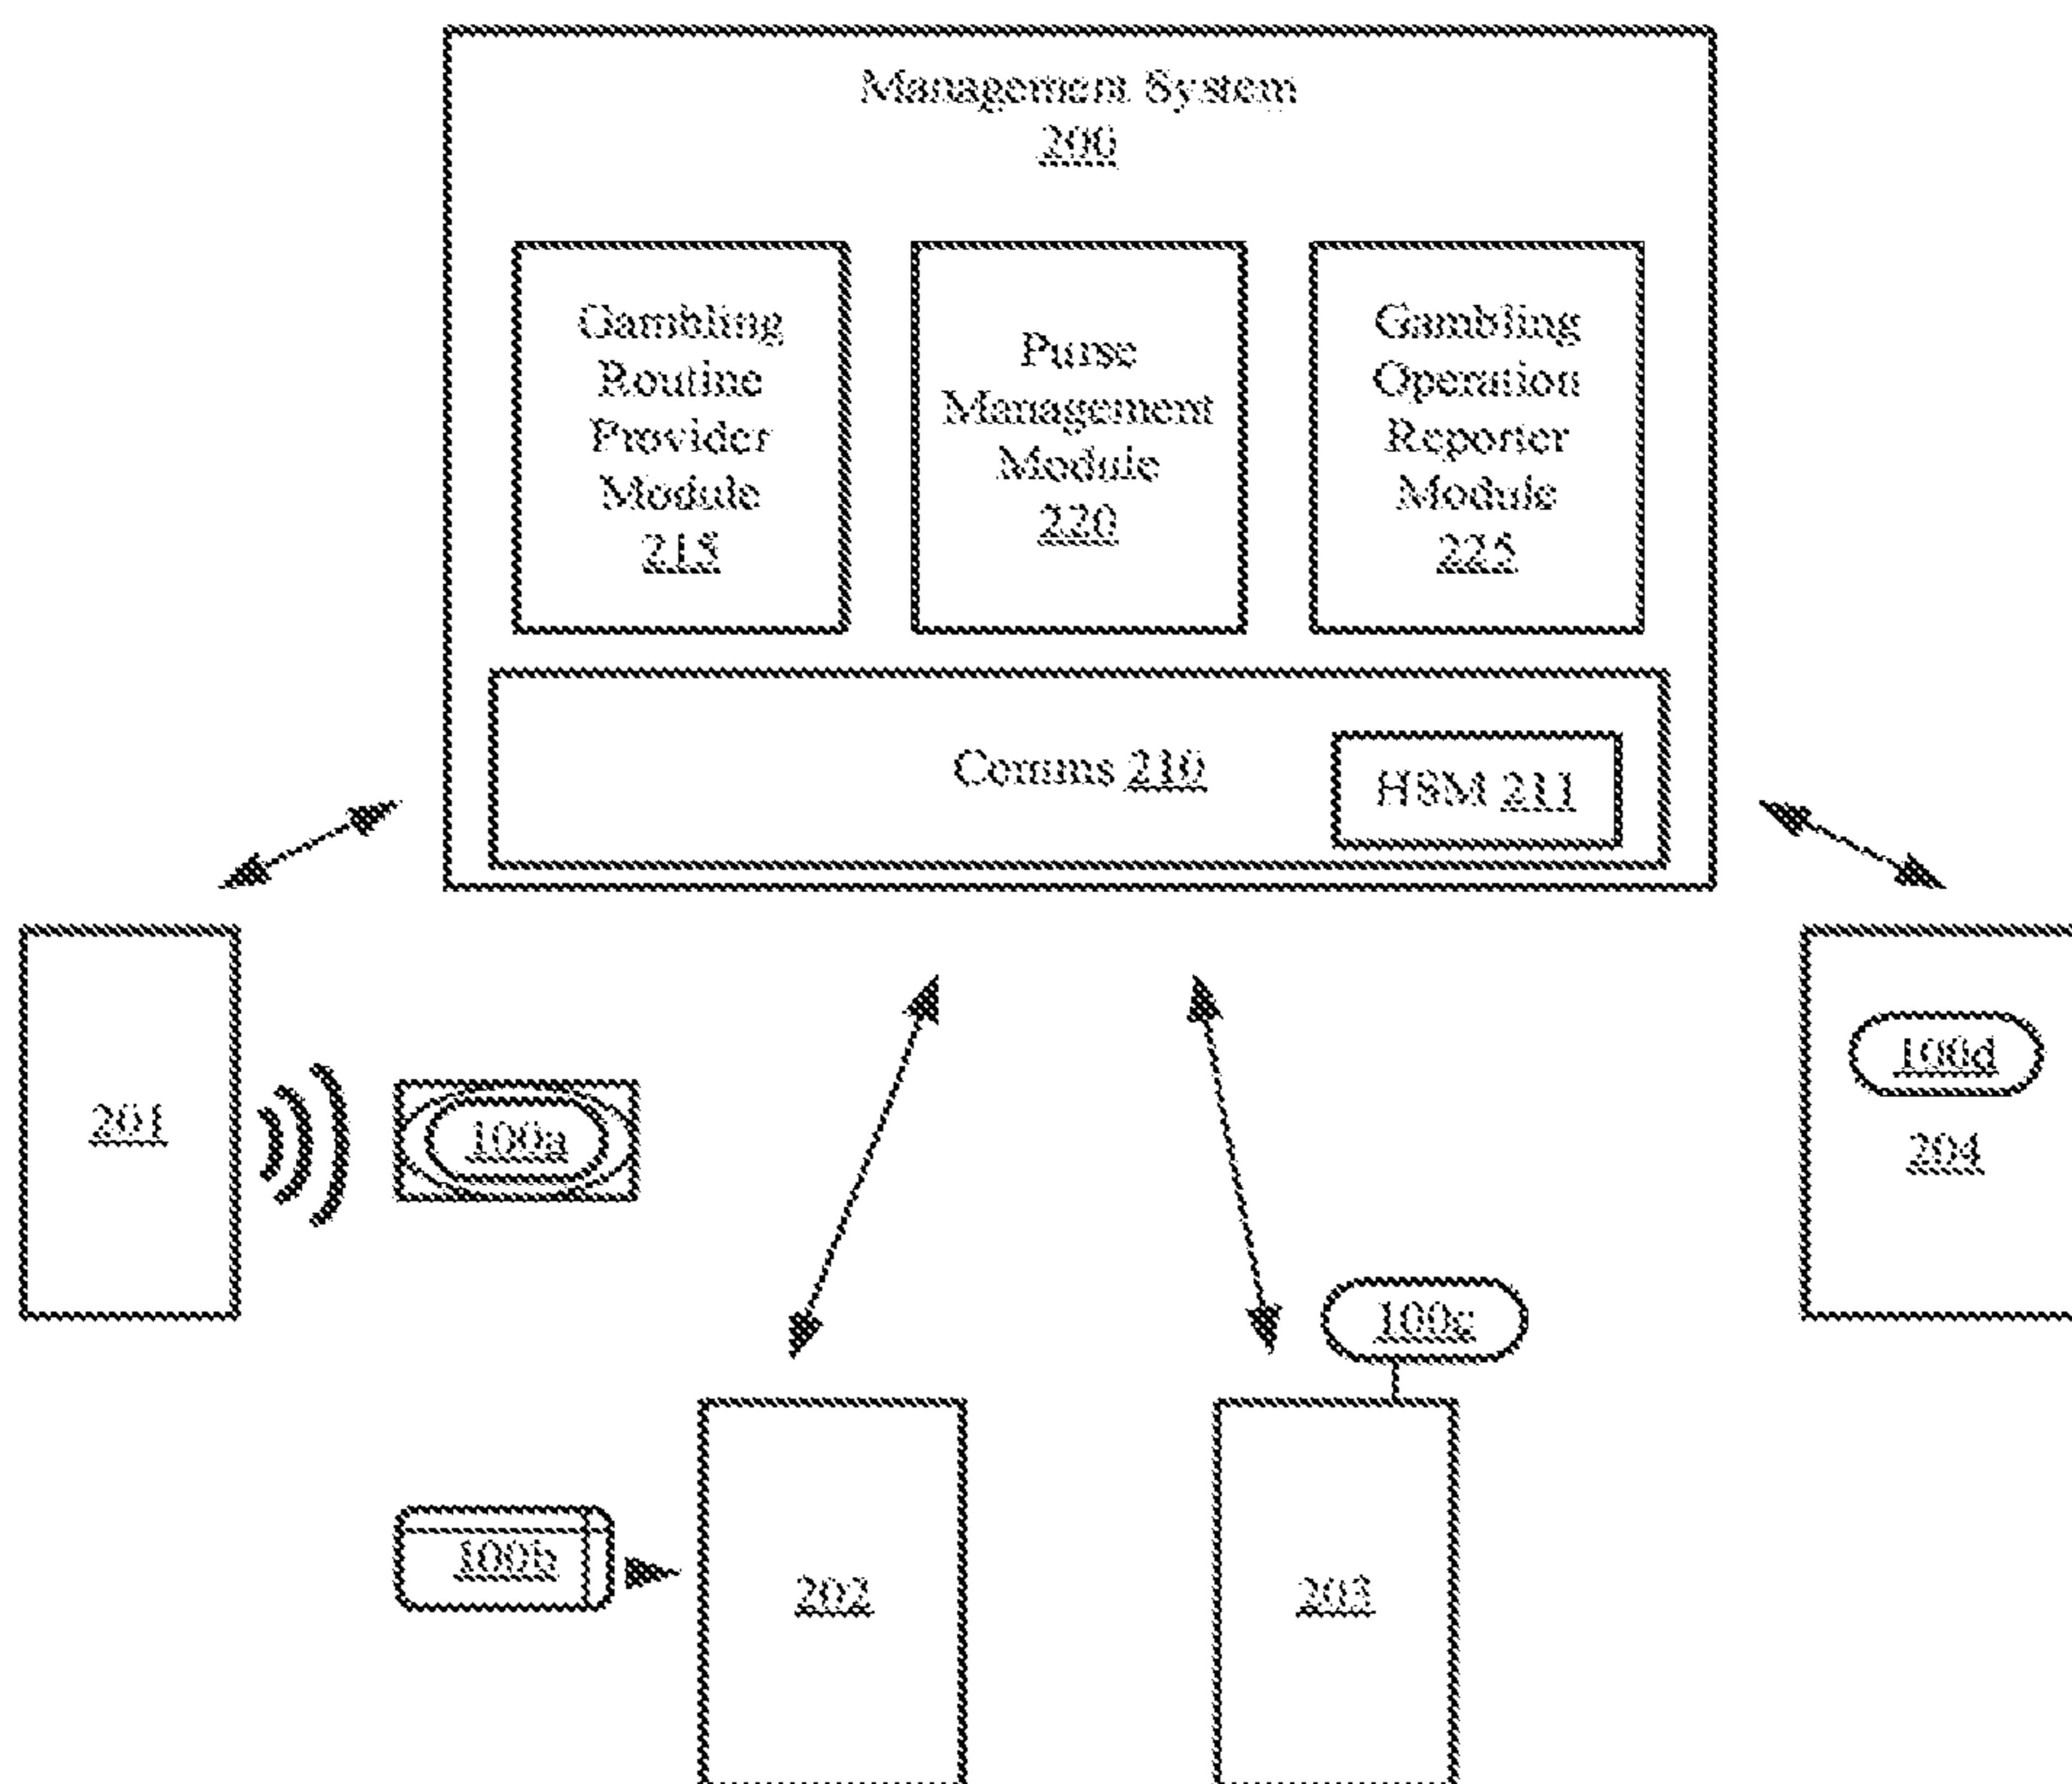 Management System
200
Gambling
Routine
Provider
Module
215
Purse
Management
Module
220
Gambling
Operation
Reporter
Module
225
Comms 210
HSM 211
201
100a
100d
204
100c
100b
202
203